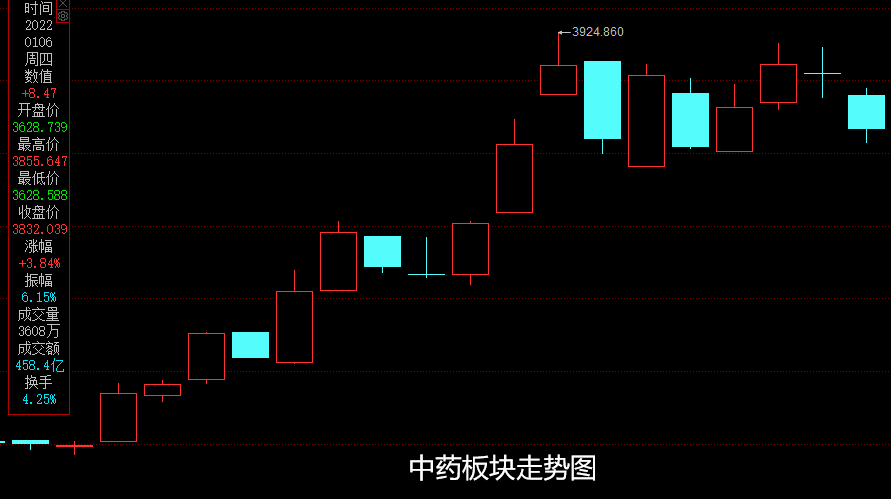 时间
2022
0106
周四
数值
+8.47
开盘价
3628.739
最高价
3855.647
最低价
3628.588
收盘价
3832.039
涨幅
+3.84%
振幅
6.15%
成交量
3608万
成交额
458.4亿
换手
4.25%
3924.860
中药板块走势图